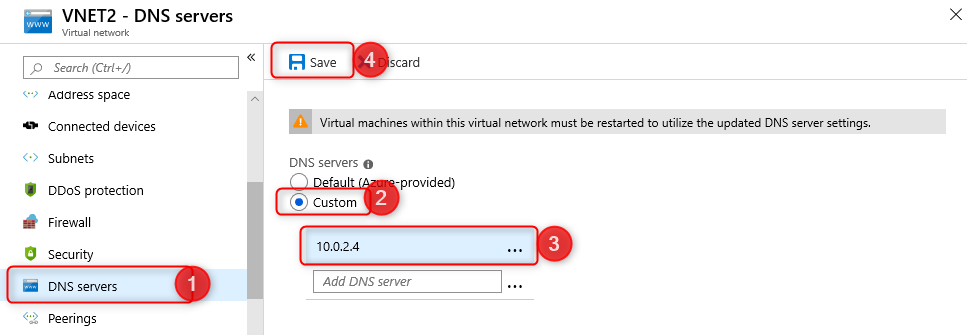 VNET2 - DNS servers
Virtual network
Search (Ctrl+/)
Address space
Connected devices
Subnets
DDoS protection
Firewall
Security
DNS servers
1
Peerings
Save
4
Discard
Virtual machines within this virtual network must be restarted to utilize the updated DNS server settings.
DNS servers
Default (Azure-provided)
Custom
2
10.0.2.4
...
3
Add DNS server
...